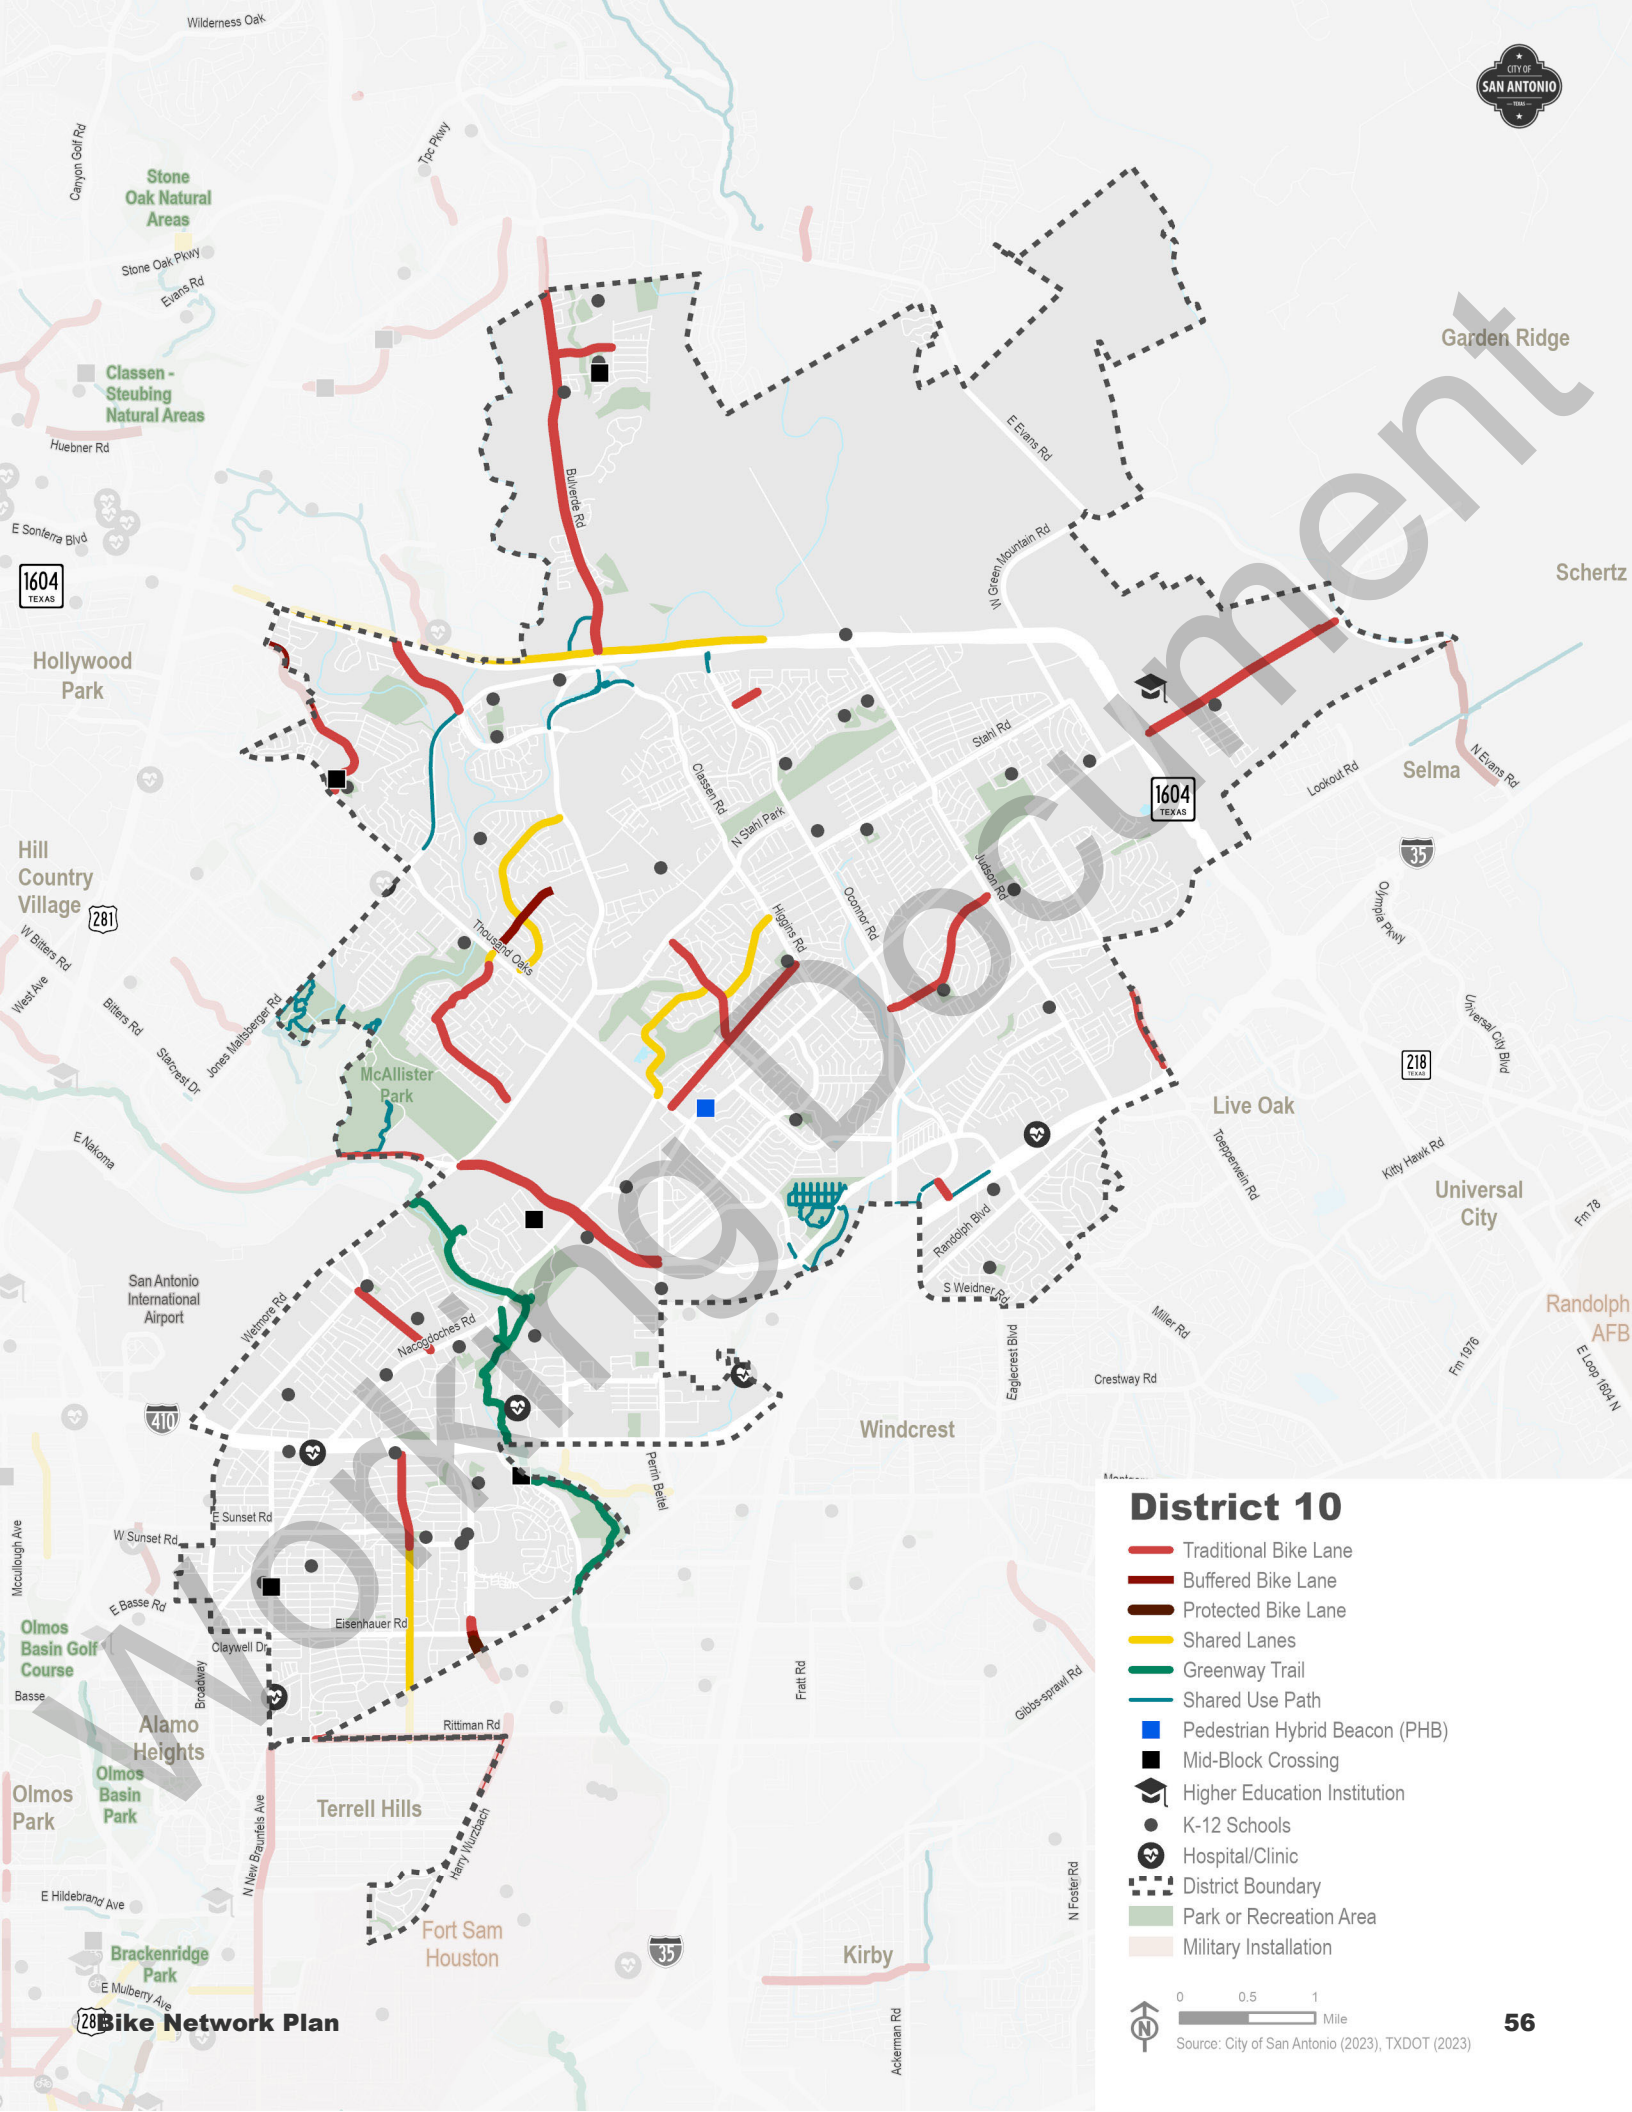 Wilderness Oak
CITY OF
SAN ANTONIO
TEXAS
Canyon Golf Rd
Tpc Pkwy
Stone
Oak Natural
Areas
Stone Oak Pkwy
Evans Rd
Garden Ridge
Classen -
Steubing
Natural Areas
Huebner Rd
E Evans Rd
Bulverde Rd
E Sonterra Blvd
W Green Mountain Rd
1604
TEXAS
Schertz
Hollywood
Park
Stahl Rd
N Evans Rd
Selma
Lookout Rd
Classen Rd
1604
TEXAS
N Stahl Park
Hill
Country
Village
281
35
Judson Rd
Oconnor Rd
Olympia Pkwy
Higgins Rd
Thousand Oaks
W Bitters Rd
West Ave
Bitters Rd
Jones Maltsberger Rd
Starcrest Dr
Universal City Blvd
218
TEXAS
McAllister
Park
Live Oak
E Nakoma
Toepperwein Rd
Kitty Hawk Rd
Universal
City
Fm 78
Randolph Blvd
San Antonio
International
Airport
S Weidner Rd
Wetmore Rd
Nacogdoches Rd
Miller Rd
Randolph
AFB
Eaglecrest Blvd
Fm 1976
E Loop 1604 N
Crestway Rd
410
Windcrest
Perrin Beitel
E Sunset Rd
W Sunset Rd
Mccullough Ave
E Basse Rd
Eisenhauer Rd
Olmos
Basin Golf
Course
Claywell Dr
Broadway
Basse
Fratt Rd
Gibbs-sprawl Rd
Rittiman Rd
Alamo
Heights
Olmos
Basin
Park
Olmos
Park
Terrell Hills
N New Braunfels Ave
Harry Wurzbach
E Hildebrand Ave
N Foster Rd
Fort Sam
Houston
35
Kirby
Brackenridge
Park
E Mulberry Ave
Ackerman Rd
281
Bike Network Plan
Working Document
District 10
Traditional Bike Lane
Buffered Bike Lane
Protected Bike Lane
Shared Lanes
Greenway Trail
Shared Use Path
Pedestrian Hybrid Beacon (PHB)
Mid-Block Crossing
Higher Education Institution
K-12 Schools
Hospital/Clinic
District Boundary
Park or Recreation Area
Military Installation
0 0.5 1
Mile
N
Source: City of San Antonio (2023), TXDOT (2023)
56